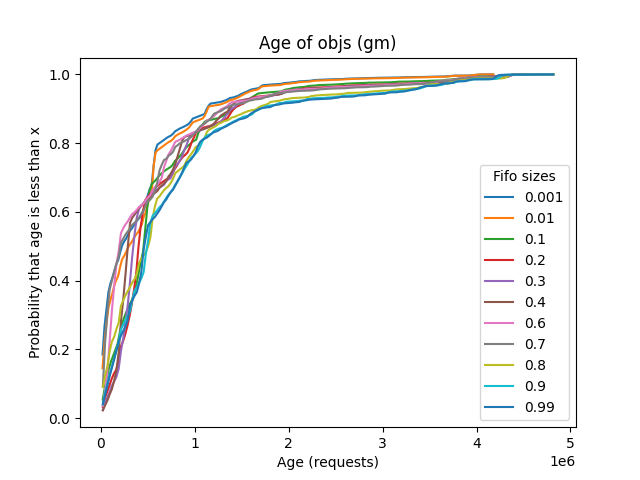 Age of objs (gm)
Probability that age is less than x
1.0
0.8
0.6
0.4
0.2
0.0
Fifo sizes
0.001
0.01
0.1
0.2
0.3
0.4
0.6
0.7
0.8
0.9
0.99
0 1 2 3 4 5
1e6
Age (requests)